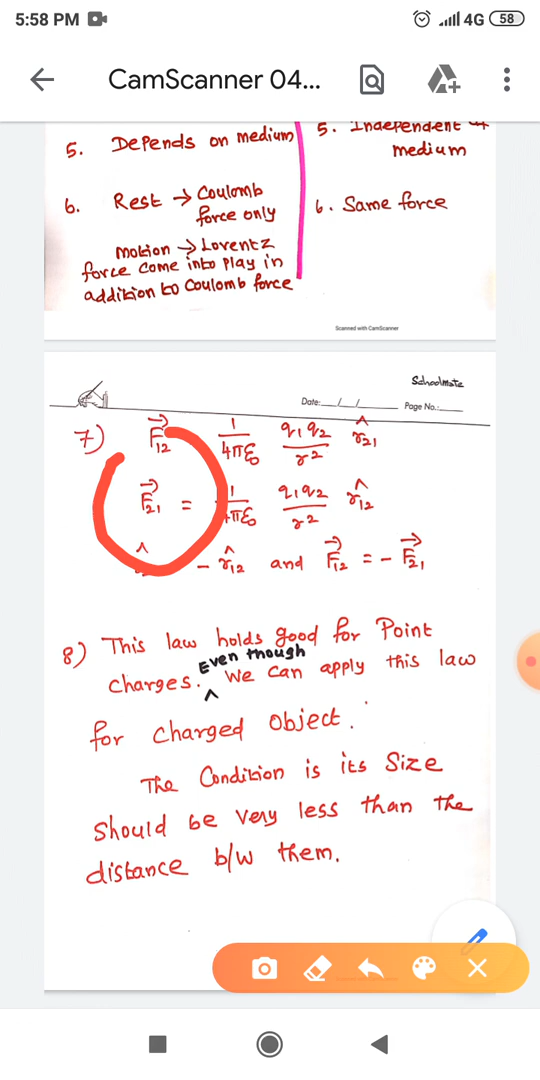 5:58 PM 4G 58
CamScanner 04...
5. Depends on medium
6. Rest → Coulomb
force only
motion → Lorentz
force come into play in
addition to Coulomb force
5. Independent of
medium
6. Same force
Scanned with CamScanner
Schoolmate
Date: __/__/__
Page No.:
7) F⃗12 1/4πε0 q1q2/r² r̂21
F⃗21 = 1/4πε0 q1q2/r² r̂12
- r̂12 and F⃗12 = - F⃗21
8) This law holds good for Point
Even though
charges. ^ We can apply this law
for charged object.
The Condition is its Size
should be very less than the
distance b/w them.